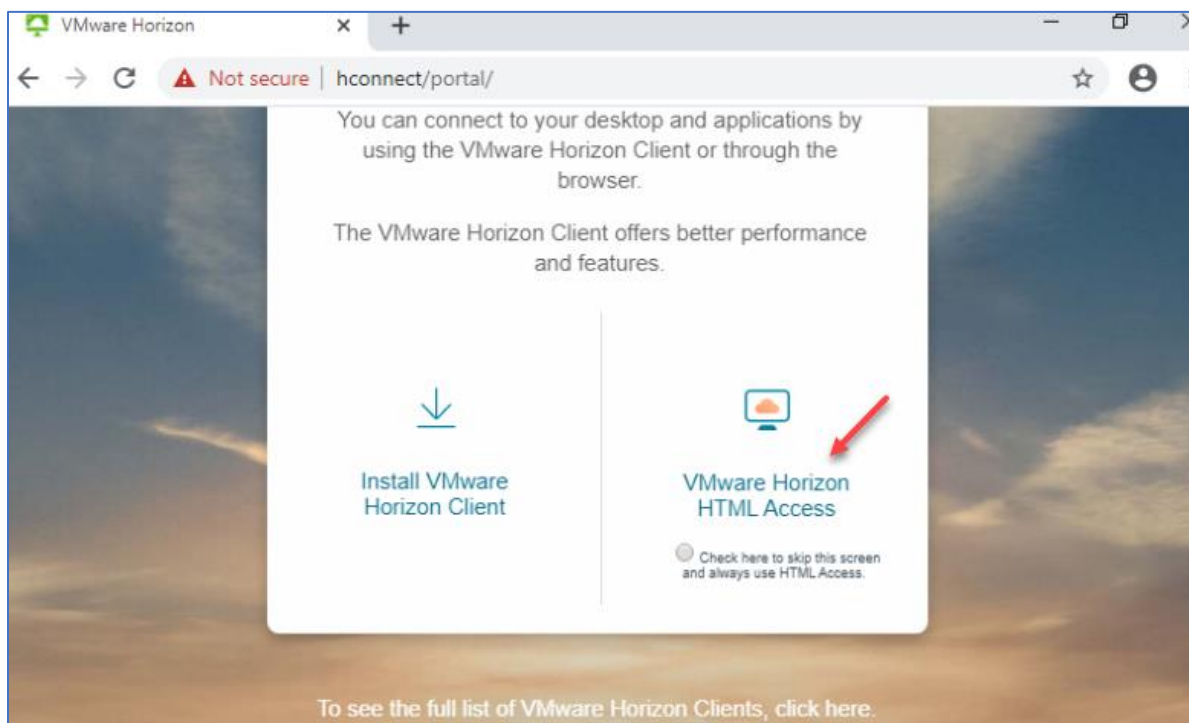 VMware Horizon
Not secure | hconnect/portal/
You can connect to your desktop and applications by
using the VMware Horizon Client or through the
browser.
The VMware Horizon Client offers better performance
and features.
Install VMware
Horizon Client
VMware Horizon
HTML Access
Check here to skip this screen
and always use HTML Access.
To see the full list of VMware Horizon Clients, click here.